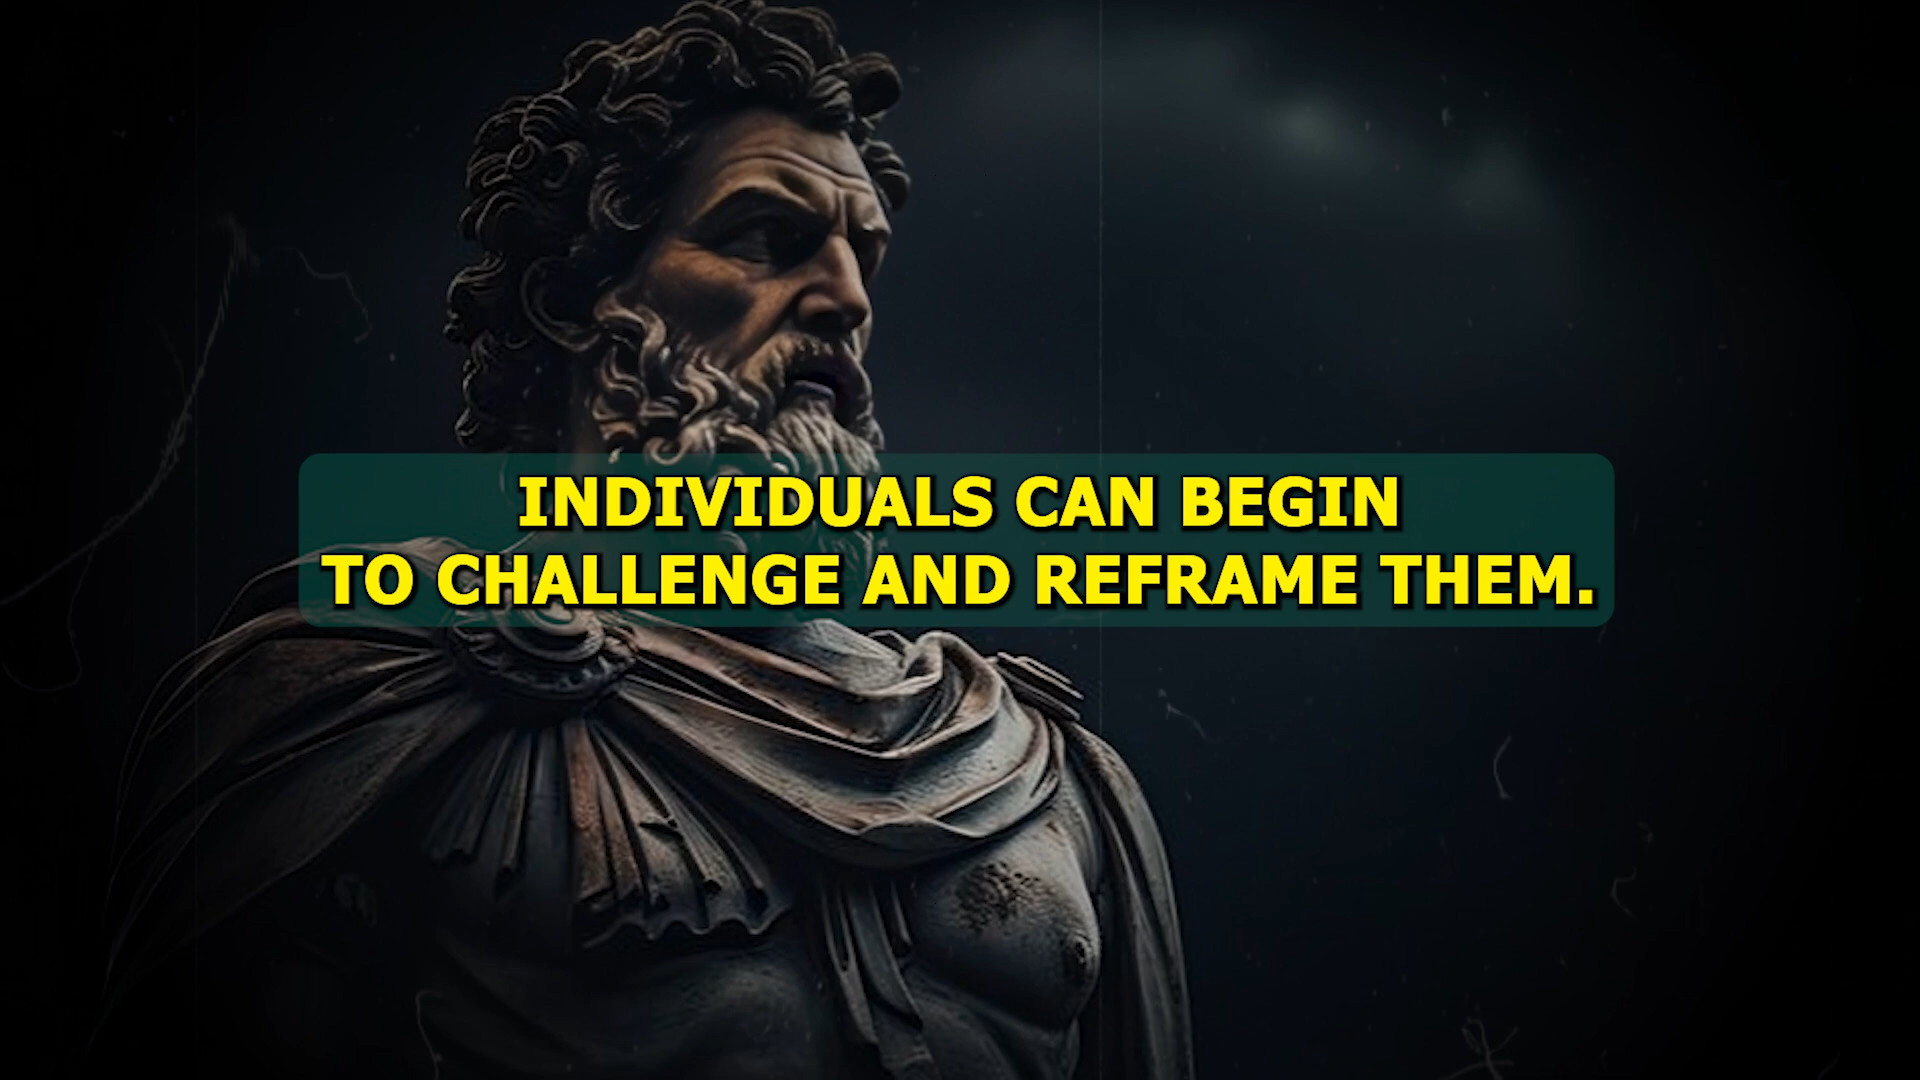 INDIVIDUALS CAN BEGIN
TO CHALLENGE AND REFRAME THEM.